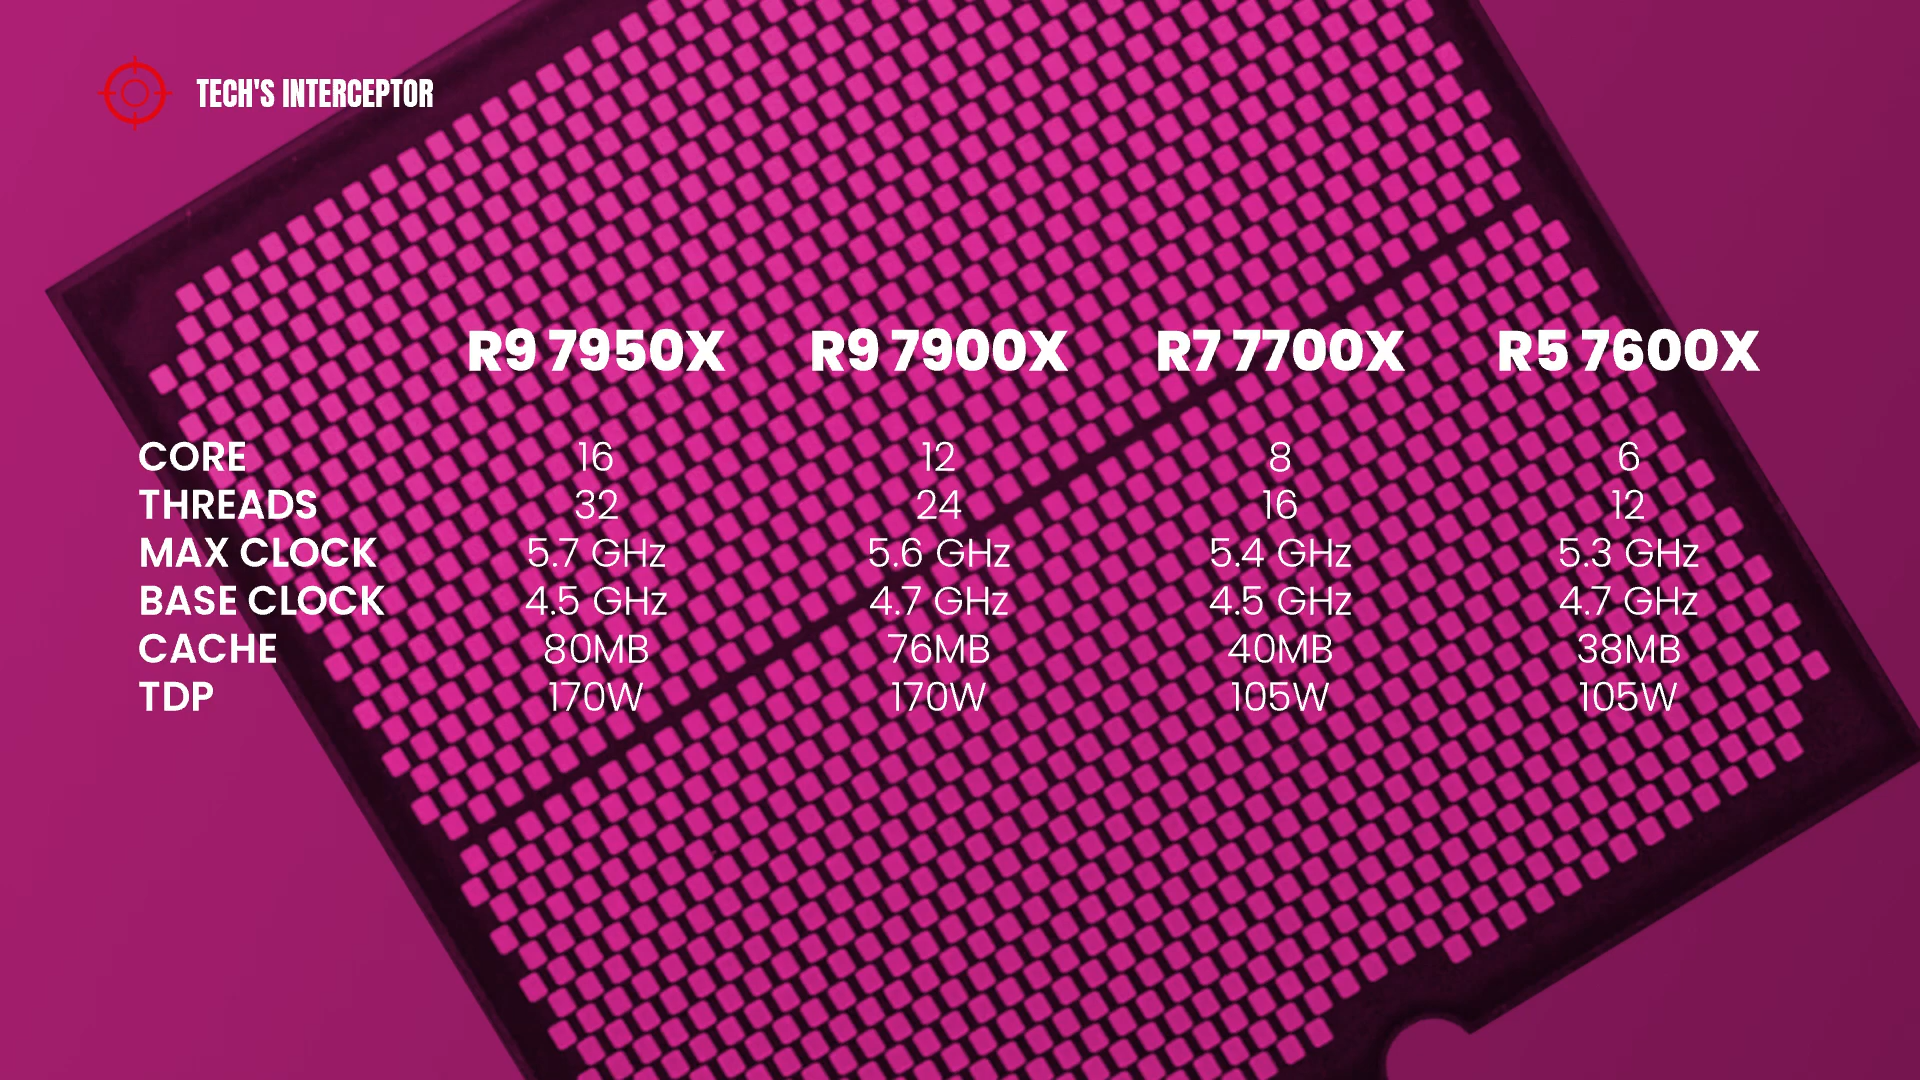 TECH'S INTERCEPTOR
R9 7950X R9 7900X R7 7700X R5 7600X
CORE 16 12 8 6
THREADS 32 24 16 12
MAX CLOCK 5.7 GHz 5.6 GHz 5.4 GHz 5.3 GHz
BASE CLOCK 4.5 GHz 4.7 GHz 4.5 GHz 4.7 GHz
CACHE 80MB 76MB 40MB 38MB
TDP 170W 170W 105W 105W